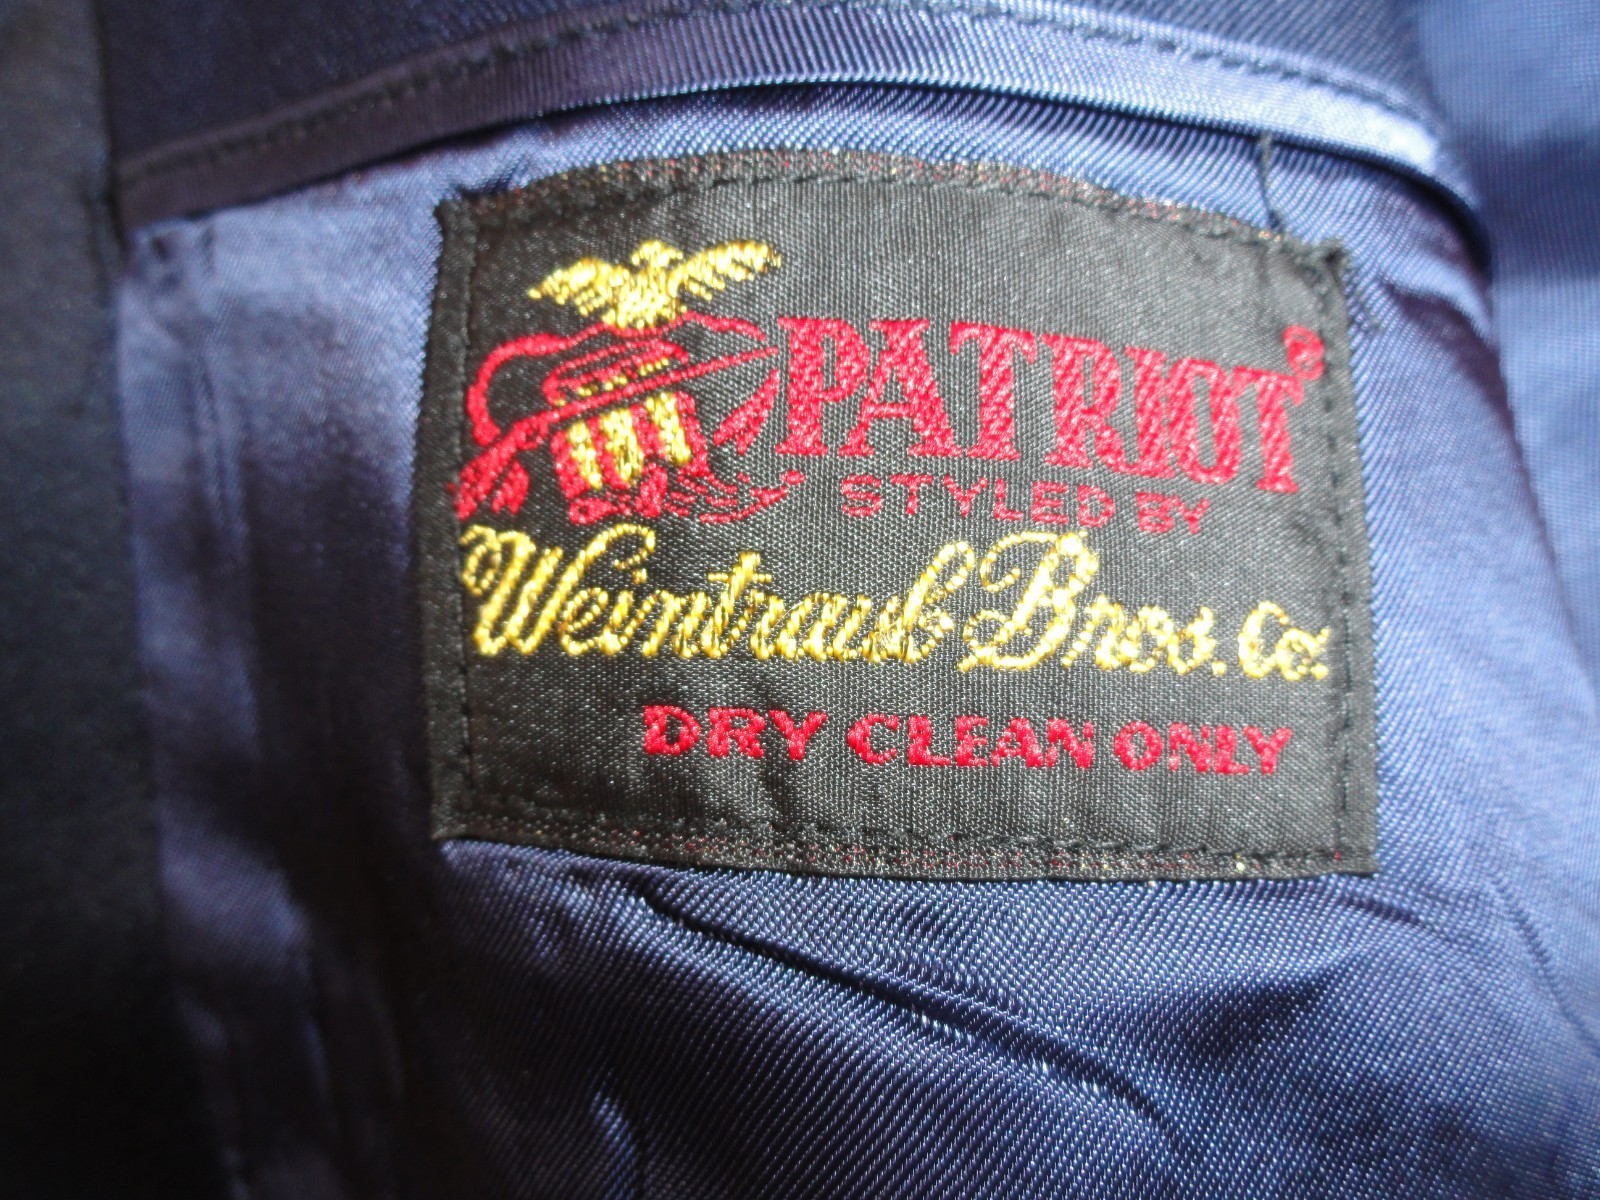 PATRIOT®
STYLED BY
Weintraub Bros. Co.
DRY CLEAN ONLY